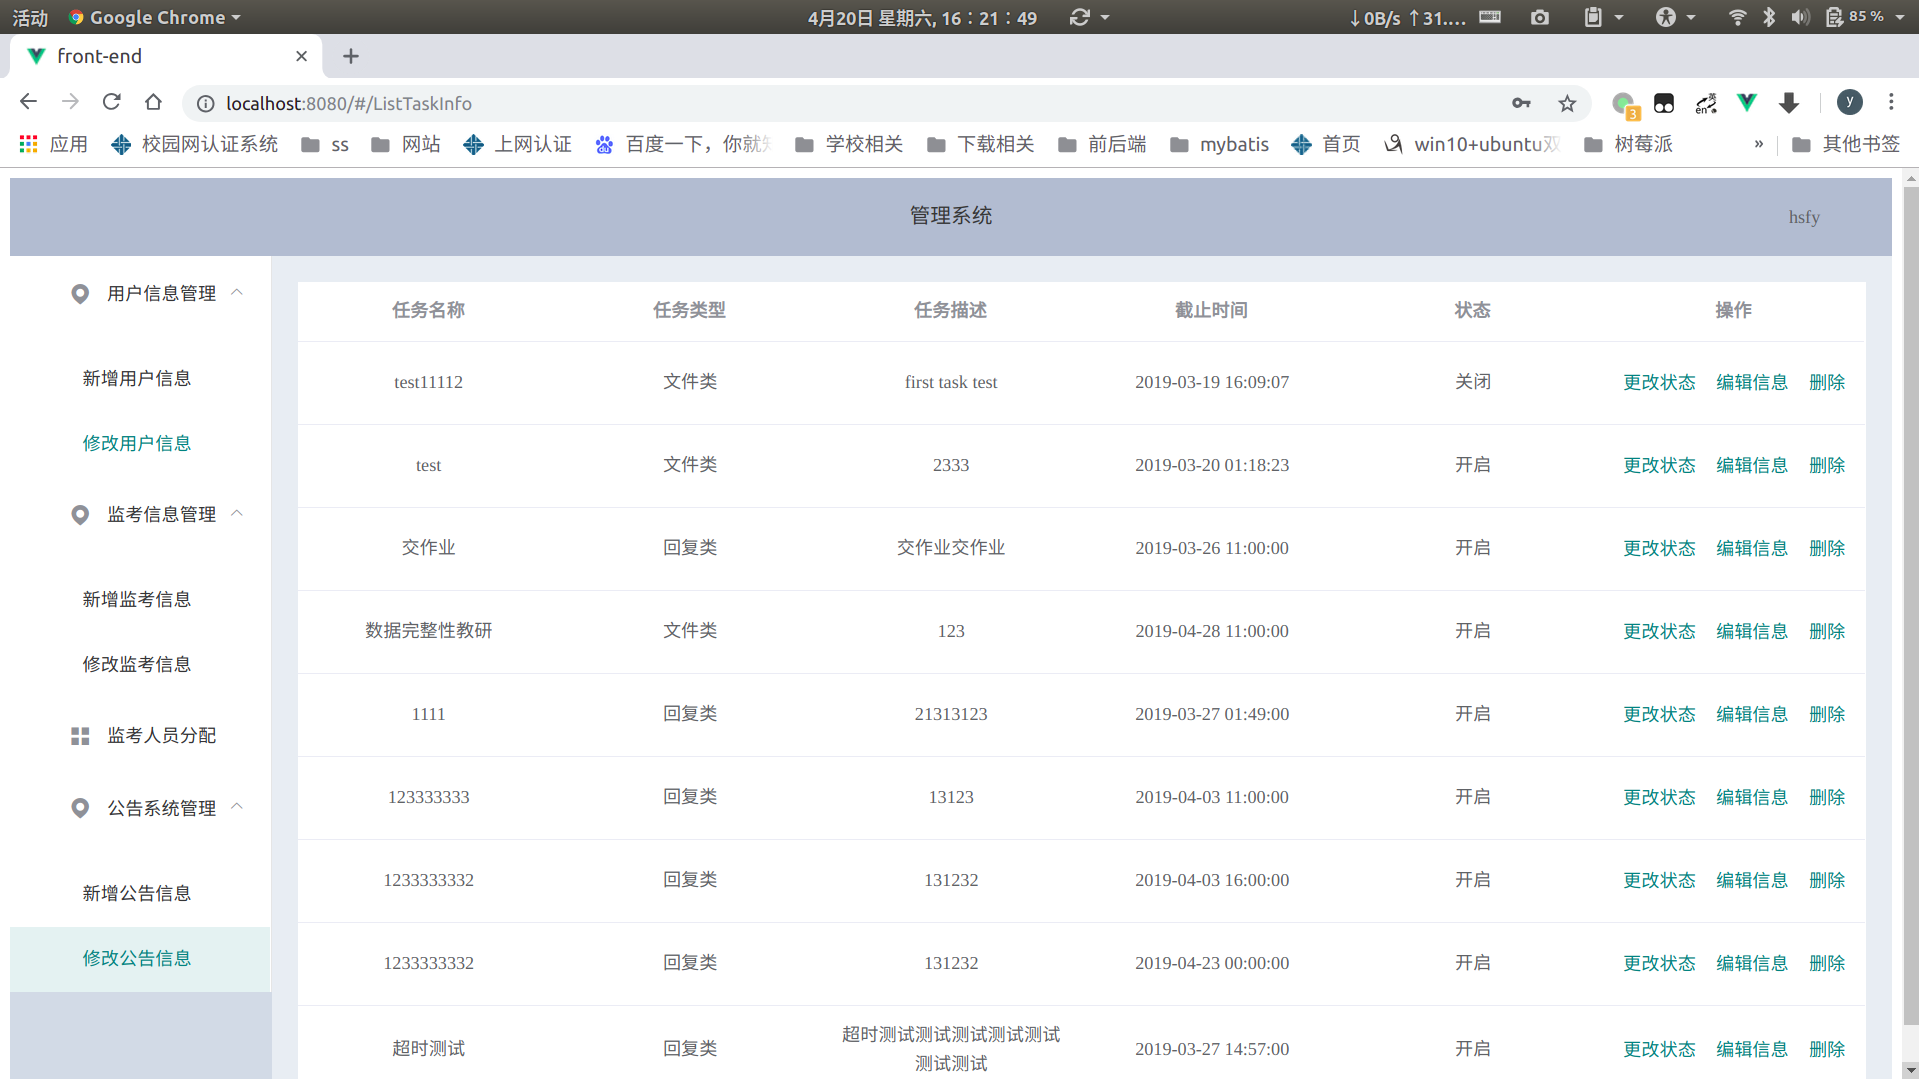 活动 Google Chrome 4月20日 星期六, 16:21:49 ↓0B/s ↑31.... 85 %
front-end
localhost:8080/#/ListTaskInfo 3 英 en y
应用 校园网认证系统 ss 网站 上网认证 百度一下，你就知 学校相关 下载相关 前后端 mybatis 首页 win10+ubuntu双 树莓派 » 其他书签
管理系统 hsfy
用户信息管理
新增用户信息
修改用户信息
监考信息管理
新增监考信息
修改监考信息
监考人员分配
公告系统管理
新增公告信息
修改公告信息
任务名称 任务类型 任务描述 截止时间 状态 操作
test11112 文件类 first task test 2019-03-19 16:09:07 关闭 更改状态 编辑信息 删除
test 文件类 2333 2019-03-20 01:18:23 开启 更改状态 编辑信息 删除
交作业 回复类 交作业交作业 2019-03-26 11:00:00 开启 更改状态 编辑信息 删除
数据完整性教研 文件类 123 2019-04-28 11:00:00 开启 更改状态 编辑信息 删除
1111 回复类 21313123 2019-03-27 01:49:00 开启 更改状态 编辑信息 删除
123333333 回复类 13123 2019-04-03 11:00:00 开启 更改状态 编辑信息 删除
1233333332 回复类 131232 2019-04-03 16:00:00 开启 更改状态 编辑信息 删除
1233333332 回复类 131232 2019-04-23 00:00:00 开启 更改状态 编辑信息 删除
超时测试 回复类 超时测试测试测试测试测试 2019-03-27 14:57:00 开启 更改状态 编辑信息 删除
测试测试